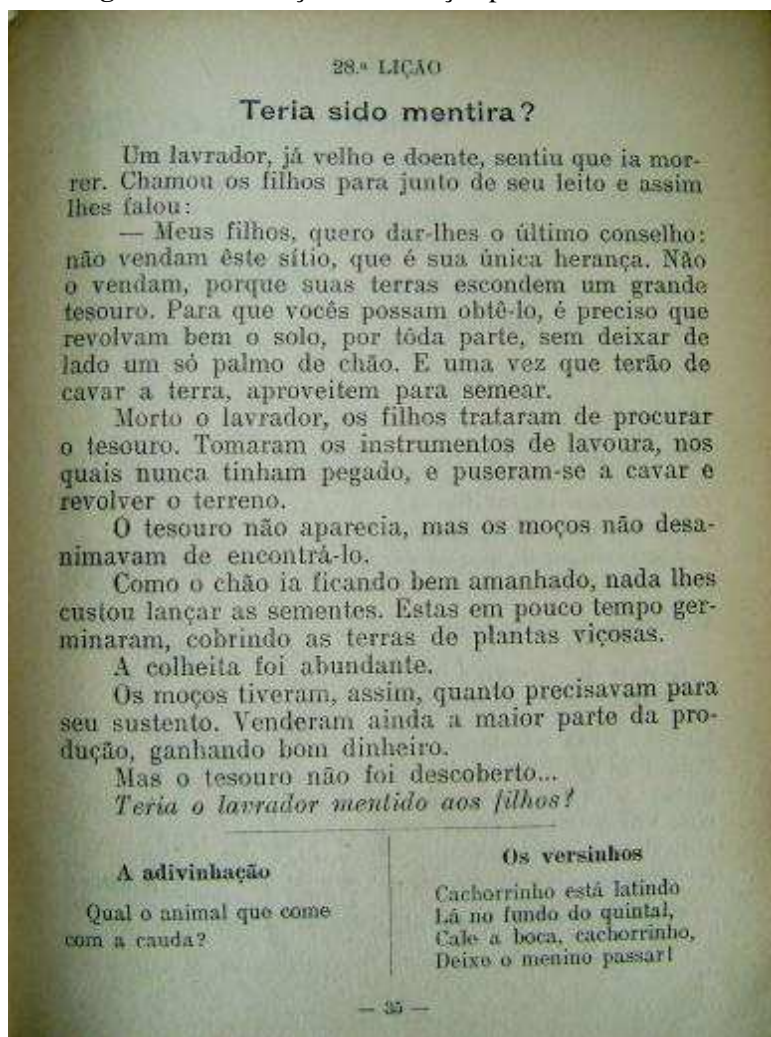 28.ª LIÇÃO
Teria sido mentira?
Um lavrador, já velho e doente, sentiu que ia mor-
rer. Chamou os filhos para junto de seu leito e assim
lhes falou:
— Meus filhos, quero dar-lhes o último conselho:
não vendam êste sítio, que é sua única herança. Não
o vendam, porque suas terras escondem um grande
tesouro. Para que vocês possam obtê-lo, é preciso que
revolvam bem o solo, por tôda parte, sem deixar de
lado um só palmo de chão. E uma vez que terão de
cavar a terra, aproveitem para semear.
Morto o lavrador, os filhos trataram de procurar
o tesouro. Tomaram os instrumentos de lavoura, nos
quais nunca tinham pegado, e puseram-se a cavar e
revolver o terreno.
O tesouro não aparecia, mas os moços não desa-
nimavam de encontrá-lo.
Como o chão ia ficando bem amanhado, nada lhes
custou lançar as sementes. Estas em pouco tempo ger-
minaram, cobrindo as terras de plantas viçosas.
A colheita foi abundante.
Os moços tiveram, assim, quanto precisavam para
seu sustento. Venderam ainda a maior parte da pro-
dução, ganhando bom dinheiro.
Mas o tesouro não foi descoberto...
Teria o lavrador mentido aos filhos?
A adivinhação
Qual o animal que come
com a cauda?
Os versinhos
Cachorrinho está latindo
Lá no fundo do quintal,
Cale a boca, cachorrinho,
Deixe o menino passar!
— 35 —